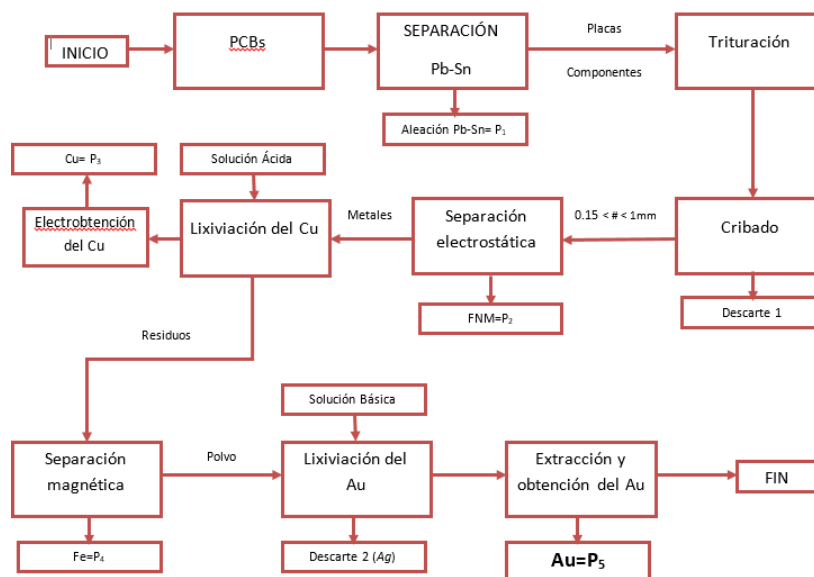 INICIO
PCBs
SEPARACIÓN
Pb-Sn
Placas
Componentes
Trituración
Aleación Pb-Sn= P₁
Cu= P₃
Solución Ácida
Electrobtención
del Cu
Lixiviación del Cu
Metales
Separación
electrostática
0.15 < # < 1mm
Cribado
FNM=P₂
Descarte 1
Residuos
Solución Básica
Separación
magnética
Polvo
Lixiviación del
Au
Extracción y
obtención del Au
FIN
Fe=P₄
Descarte 2 (Ag)
Au=P₅